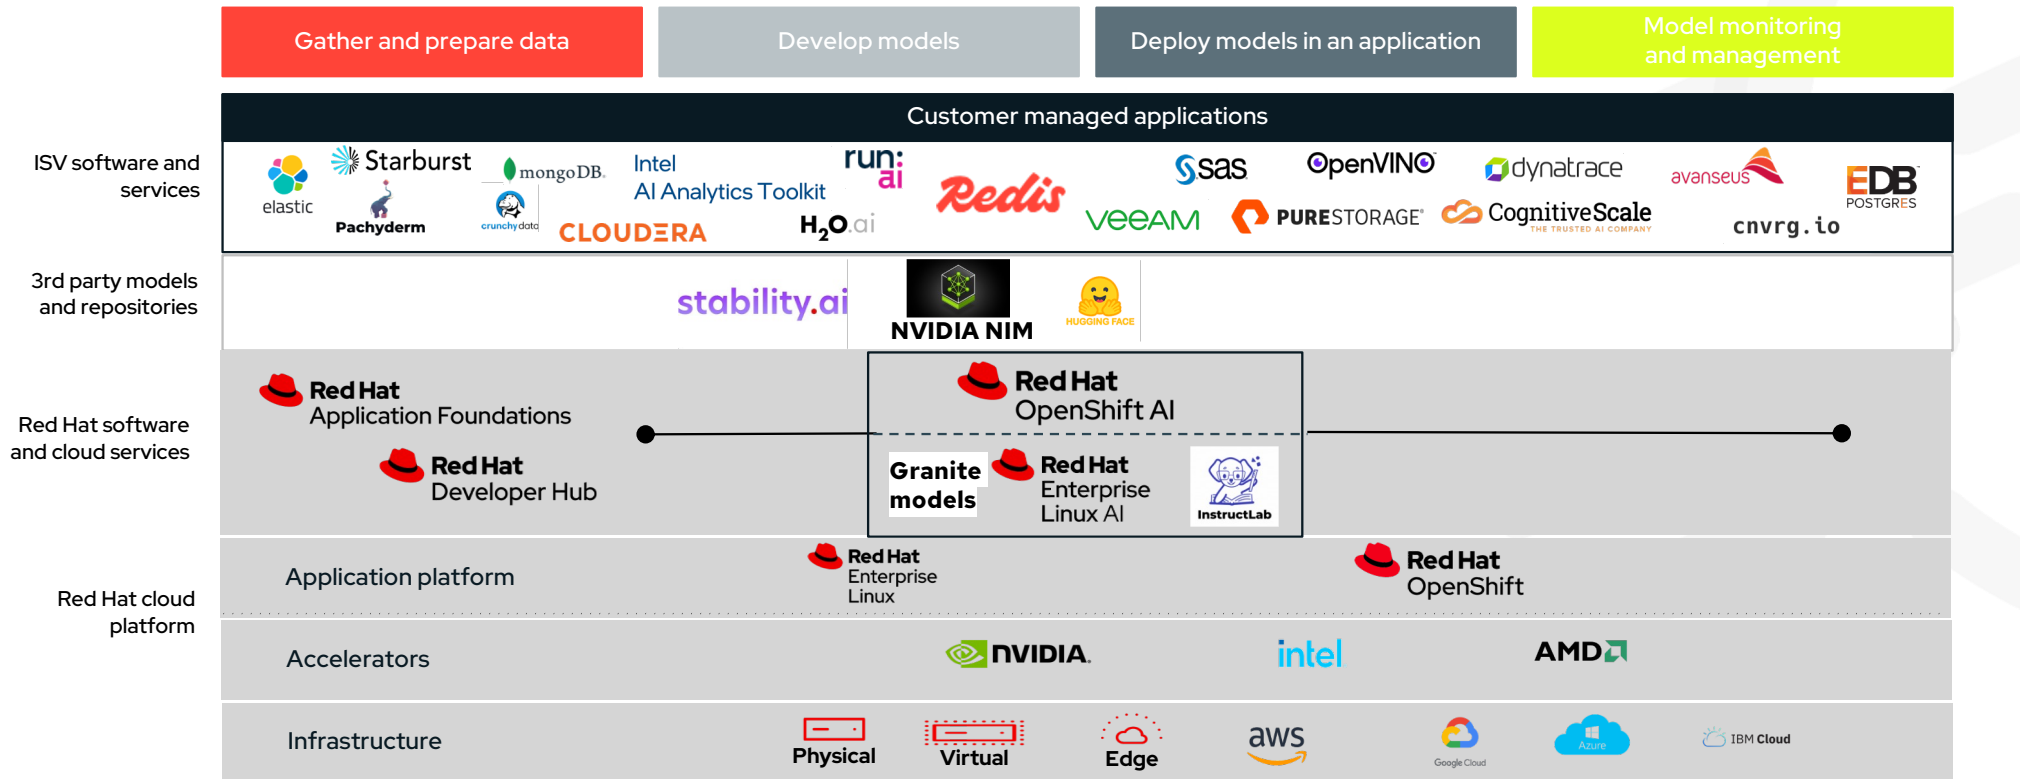 Gather and prepare data
Develop models
Deploy models in an application
Model monitoring
and management
Customer managed applications
ISV software and
services
elastic
Starburst
Pachyderm
mongoDB.
crunchydata
Intel
AI Analytics Toolkit
CLOUDERA
run:
ai
H2O.ai
Redis
sas
veeAM
OpenVINO
PURESTORAGE
dynatrace
CognitiveScale
THE TRUSTED AI COMPANY
avanseus
cnvrg.io
EDB
POSTGRES
3rd party models
and repositories
stability.ai
NVIDIA NIM
HUGGING FACE
Red Hat software
and cloud services
Red Hat
Application Foundations
Red Hat
Developer Hub
Red Hat
OpenShift AI
Granite
models
Red Hat
Enterprise
Linux AI
InstructLab
Red Hat cloud
platform
Application platform
Red Hat
Enterprise
Linux
Red Hat
OpenShift
Accelerators
NVIDIA.
intel
AMD
Infrastructure
Physical
Virtual
Edge
aws
Google Cloud
Azure
IBM Cloud